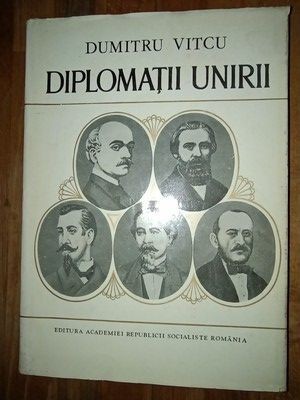 DUMITRU VITCU
DIPLOMAȚII UNIRII
EDITURA ACADEMIEI REPUBLICII SOCIALISTE ROMÂNIA